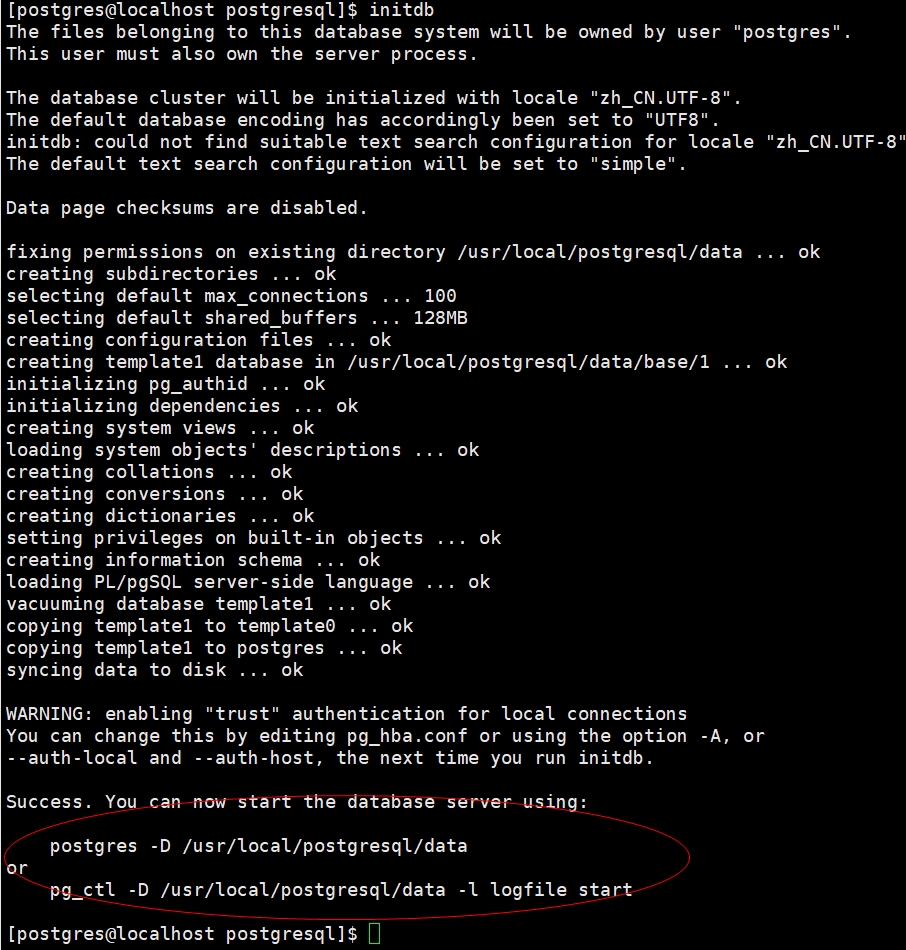 [postgres@localhost postgresql]$ initdb
The files belonging to this database system will be owned by user "postgres".
This user must also own the server process.
The database cluster will be initialized with locale "zh_CN.UTF-8".
The default database encoding has accordingly been set to "UTF8".
initdb: could not find suitable text search configuration for locale "zh_CN.UTF-8"
The default text search configuration will be set to "simple".
Data page checksums are disabled.
fixing permissions on existing directory /usr/local/postgresql/data ... ok
creating subdirectories ... ok
selecting default max_connections ... 100
selecting default shared_buffers ... 128MB
creating configuration files ... ok
creating template1 database in /usr/local/postgresql/data/base/1 ... ok
initializing pg_authid ... ok
initializing dependencies ... ok
creating system views ... ok
loading system objects' descriptions ... ok
creating collations ... ok
creating conversions ... ok
creating dictionaries ... ok
setting privileges on built-in objects ... ok
creating information schema ... ok
loading PL/pgSQL server-side language ... ok
vacuuming database template1 ... ok
copying template1 to template0 ... ok
copying template1 to postgres ... ok
syncing data to disk ... ok
WARNING: enabling "trust" authentication for local connections
You can change this by editing pg_hba.conf or using the option -A, or
--auth-local and --auth-host, the next time you run initdb.
Success. You can now start the database server using:
postgres -D /usr/local/postgresql/data
or
pg_ctl -D /usr/local/postgresql/data -l logfile start
[postgres@localhost postgresql]$